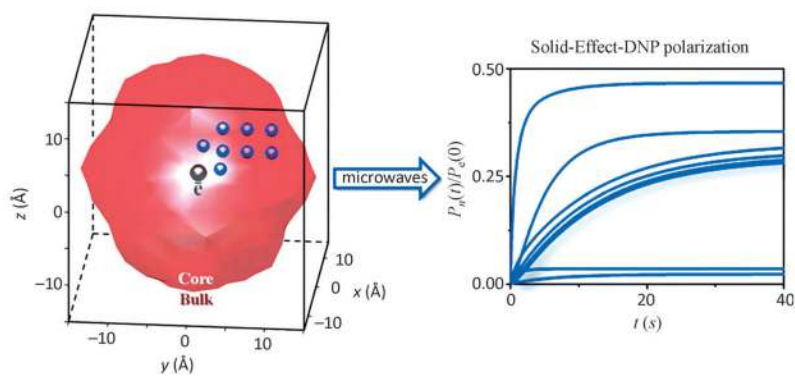 10
0
−10
z (Å)
−10
0
10
y (Å)
−10
0
10
x (Å)
e
Core
Bulk
microwaves
Solid-Effect-DNP polarization
0.50
0.25
0.00
Pn(t)/Pe(0)
0
20
40
t (s)